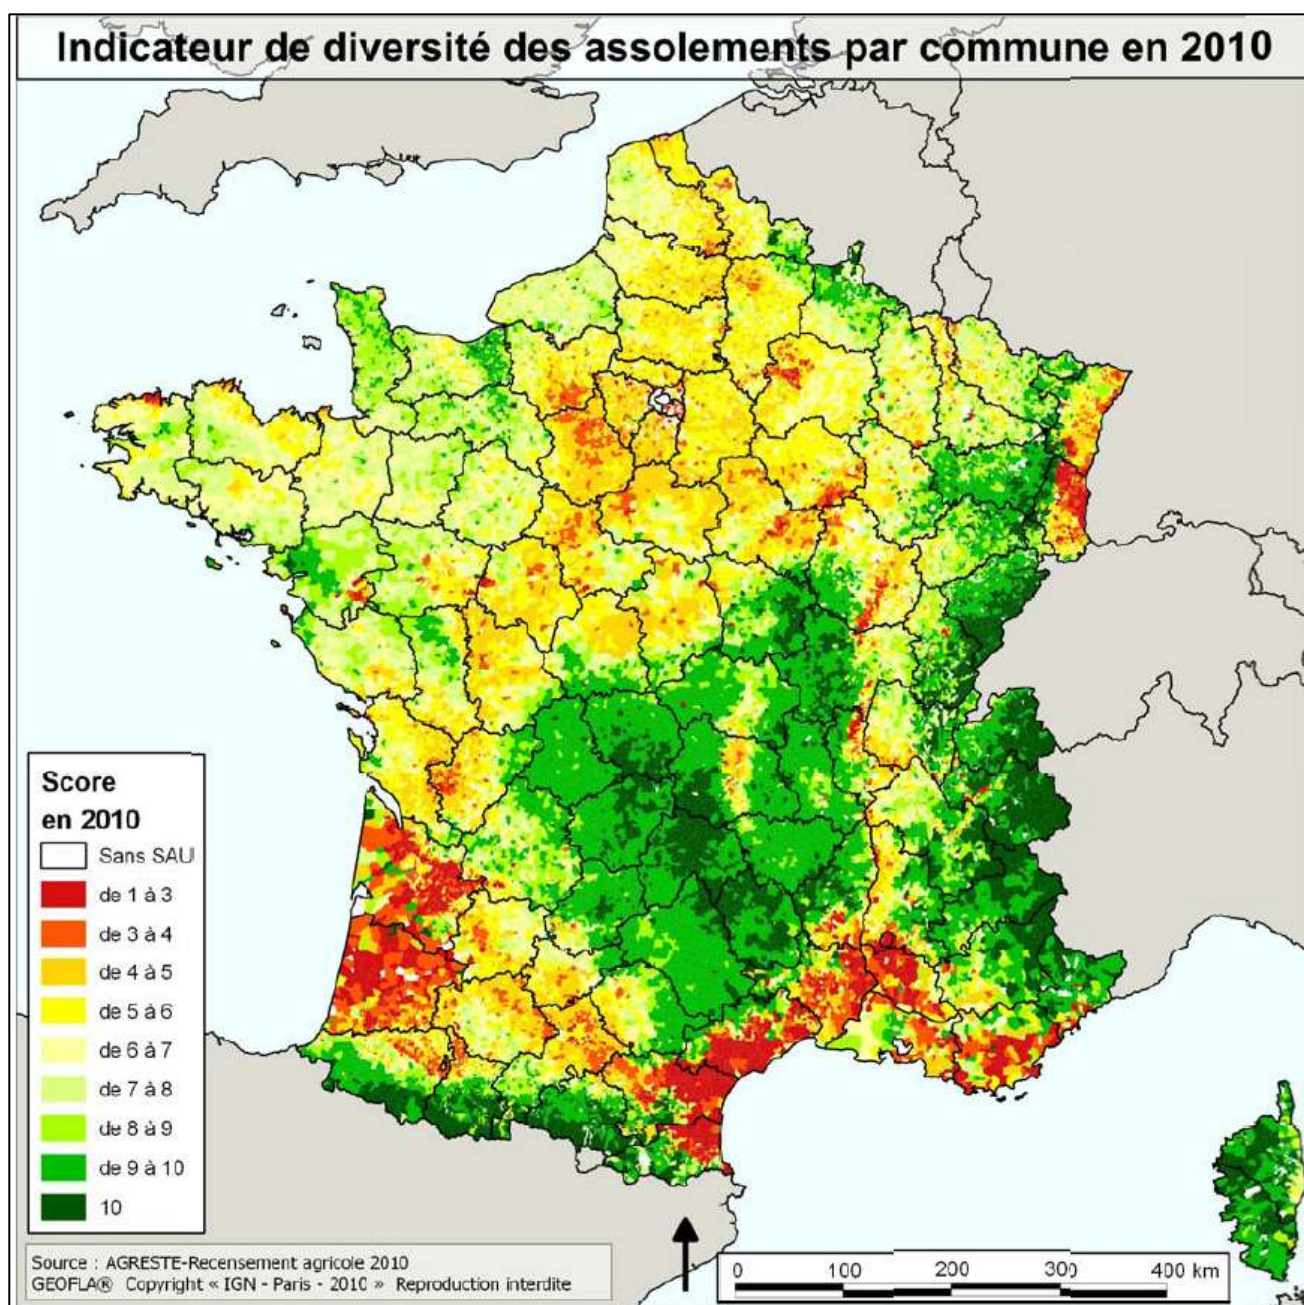 Indicateur de diversité des assolements par commune en 2010
Score
en 2010
Sans SAU
de 1 à 3
de 3 à 4
de 4 à 5
de 5 à 6
de 6 à 7
de 7 à 8
de 8 à 9
de 9 à 10
10
Source : AGRESTE-Recensement agricole 2010
GEOFLA® Copyright « IGN - Paris - 2010 » Reproduction interdite
0 100 200 300 400 km